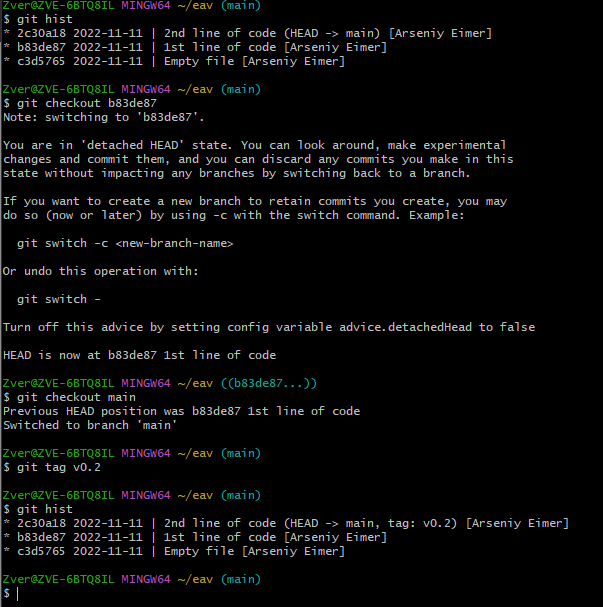 Zver@ZVE-6BTQ8IL MINGW64 ~/eav (main)
$ git hist
* 2c30a18 2022-11-11 | 2nd line of code (HEAD -> main) [Arseniy Eimer]
* b83de87 2022-11-11 | 1st line of code [Arseniy Eimer]
* c3d5765 2022-11-11 | Empty file [Arseniy Eimer]
Zver@ZVE-6BTQ8IL MINGW64 ~/eav (main)
$ git checkout b83de87
Note: switching to 'b83de87'.
You are in 'detached HEAD' state. You can look around, make experimental
changes and commit them, and you can discard any commits you make in this
state without impacting any branches by switching back to a branch.
If you want to create a new branch to retain commits you create, you may
do so (now or later) by using -c with the switch command. Example:
git switch -c <new-branch-name>
Or undo this operation with:
git switch -
Turn off this advice by setting config variable advice.detachedHead to false
HEAD is now at b83de87 1st line of code
Zver@ZVE-6BTQ8IL MINGW64 ~/eav ((b83de87...))
$ git checkout main
Previous HEAD position was b83de87 1st line of code
Switched to branch 'main'
Zver@ZVE-6BTQ8IL MINGW64 ~/eav (main)
$ git tag v0.2
Zver@ZVE-6BTQ8IL MINGW64 ~/eav (main)
$ git hist
* 2c30a18 2022-11-11 | 2nd line of code (HEAD -> main, tag: v0.2) [Arseniy Eimer]
* b83de87 2022-11-11 | 1st line of code [Arseniy Eimer]
* c3d5765 2022-11-11 | Empty file [Arseniy Eimer]
Zver@ZVE-6BTQ8IL MINGW64 ~/eav (main)
$